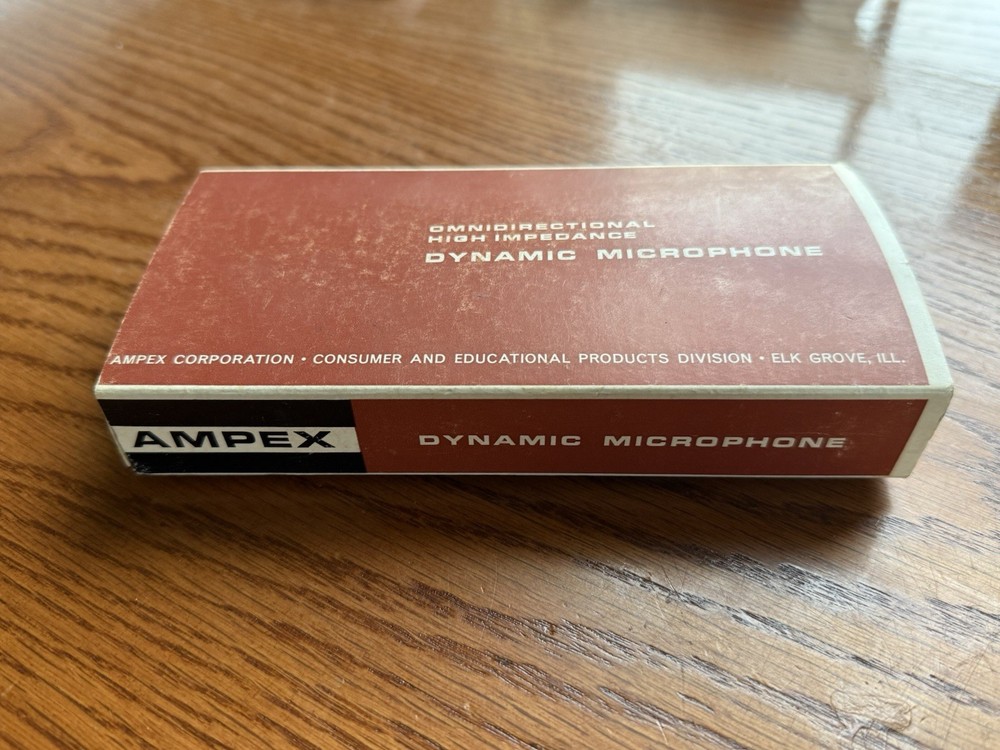 OMNIDIRECTIONAL
HIGH IMPEDANCE
DYNAMIC MICROPHONE
AMPEX CORPORATION • CONSUMER AND EDUCATIONAL PRODUCTS DIVISION • ELK GROVE, ILL.
AMPEX
DYNAMIC MICROPHONE